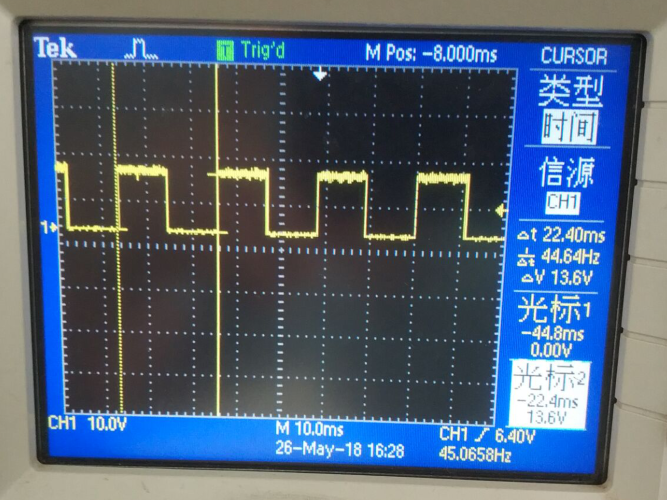 Tek Trig'd M Pos: -8.000ms CURSOR
类型
时间
信源
CH1
Δt 22.40ms
1/Δt 44.64Hz
ΔV 13.6V
光标1
-44.8ms
0.00V
光标2
-22.4ms
13.6V
CH1 10.0V M 10.0ms CH1 / 6.40V
26-May-18 16:28 45.0658Hz